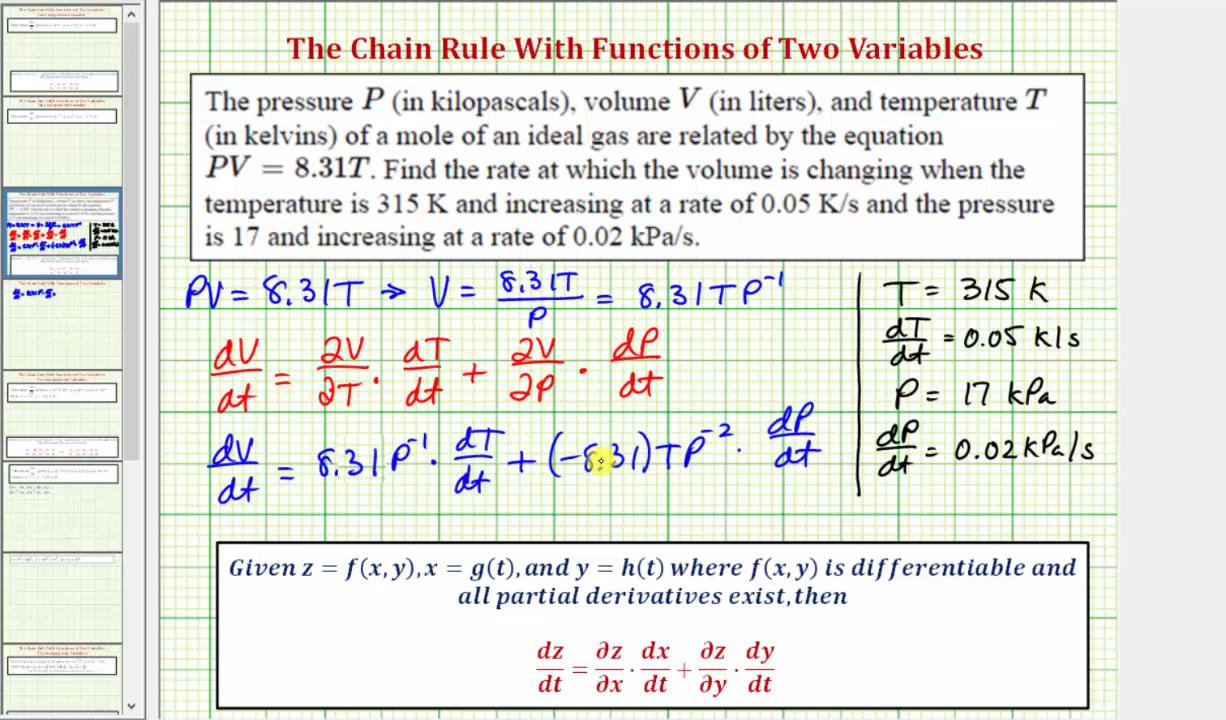 The Chain Rule With Functions of Two Variables
The pressure P (in kilopascals), volume V (in liters), and temperature T
(in kelvins) of a mole of an ideal gas are related by the equation
PV = 8.31T. Find the rate at which the volume is changing when the
temperature is 315 K and increasing at a rate of 0.05 K/s and the pressure
is 17 and increasing at a rate of 0.02 kPa/s.
PV = 8.31T → V = 8.31T/P = 8.31TP⁻¹
dV/dt = ∂V/∂T · dT/dt + ∂V/∂P · dP/dt
dV/dt = 8.31P⁻¹ · dT/dt + (-8.31)TP⁻² · dP/dt
T = 315 K
dT/dt = 0.05 K/s
P = 17 kPa
dP/dt = 0.02 kPa/s
Given z = f(x, y), x = g(t), and y = h(t) where f(x, y) is differentiable and
all partial derivatives exist, then
dz/dt = ∂z/∂x · dx/dt + ∂z/∂y · dy/dt